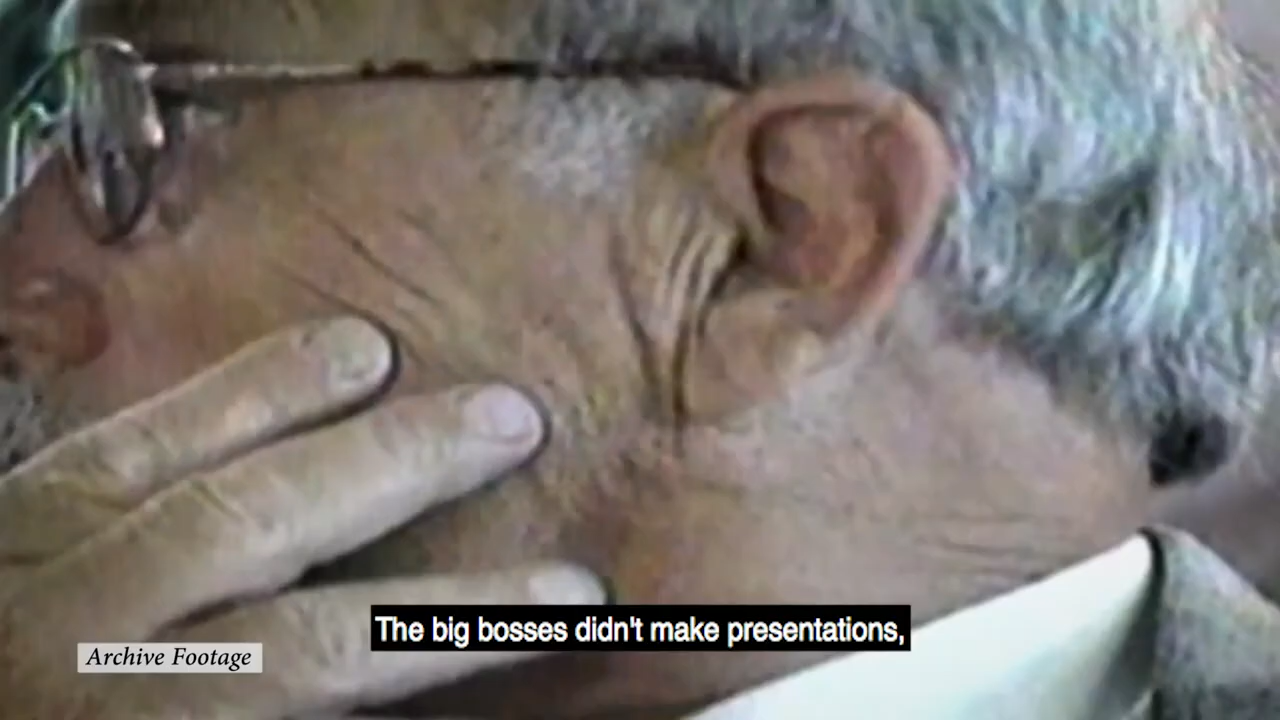 The big bosses didn't make presentations,
Archive Footage